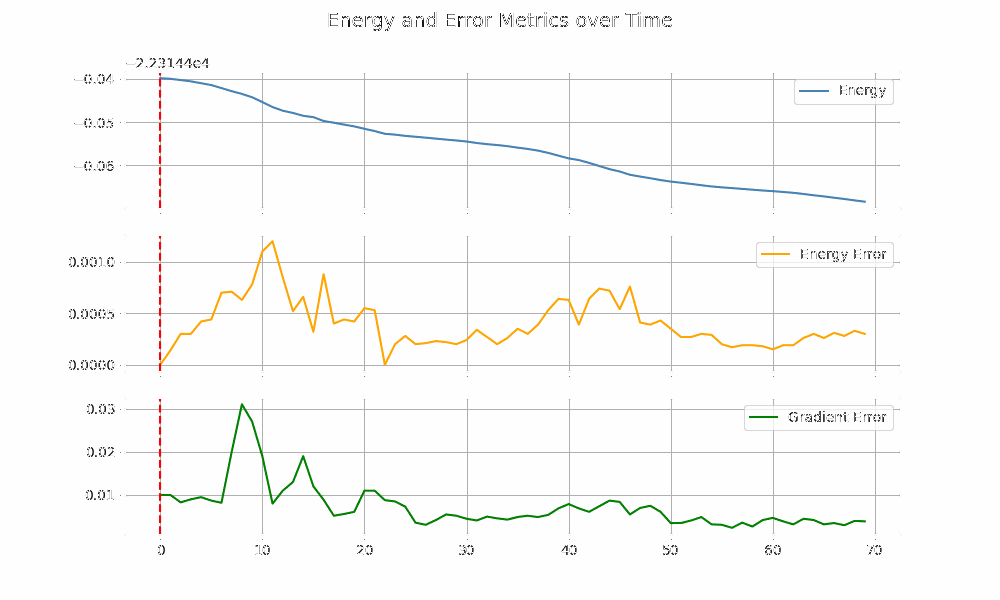 Energy and Error Metrics over Time
−2.23144e4
−0.04
−0.05
−0.06
Energy
0.0010
0.0005
0.0000
Energy Error
0.03
0.02
0.01
Gradient Error
0 10 20 30 40 50 60 70